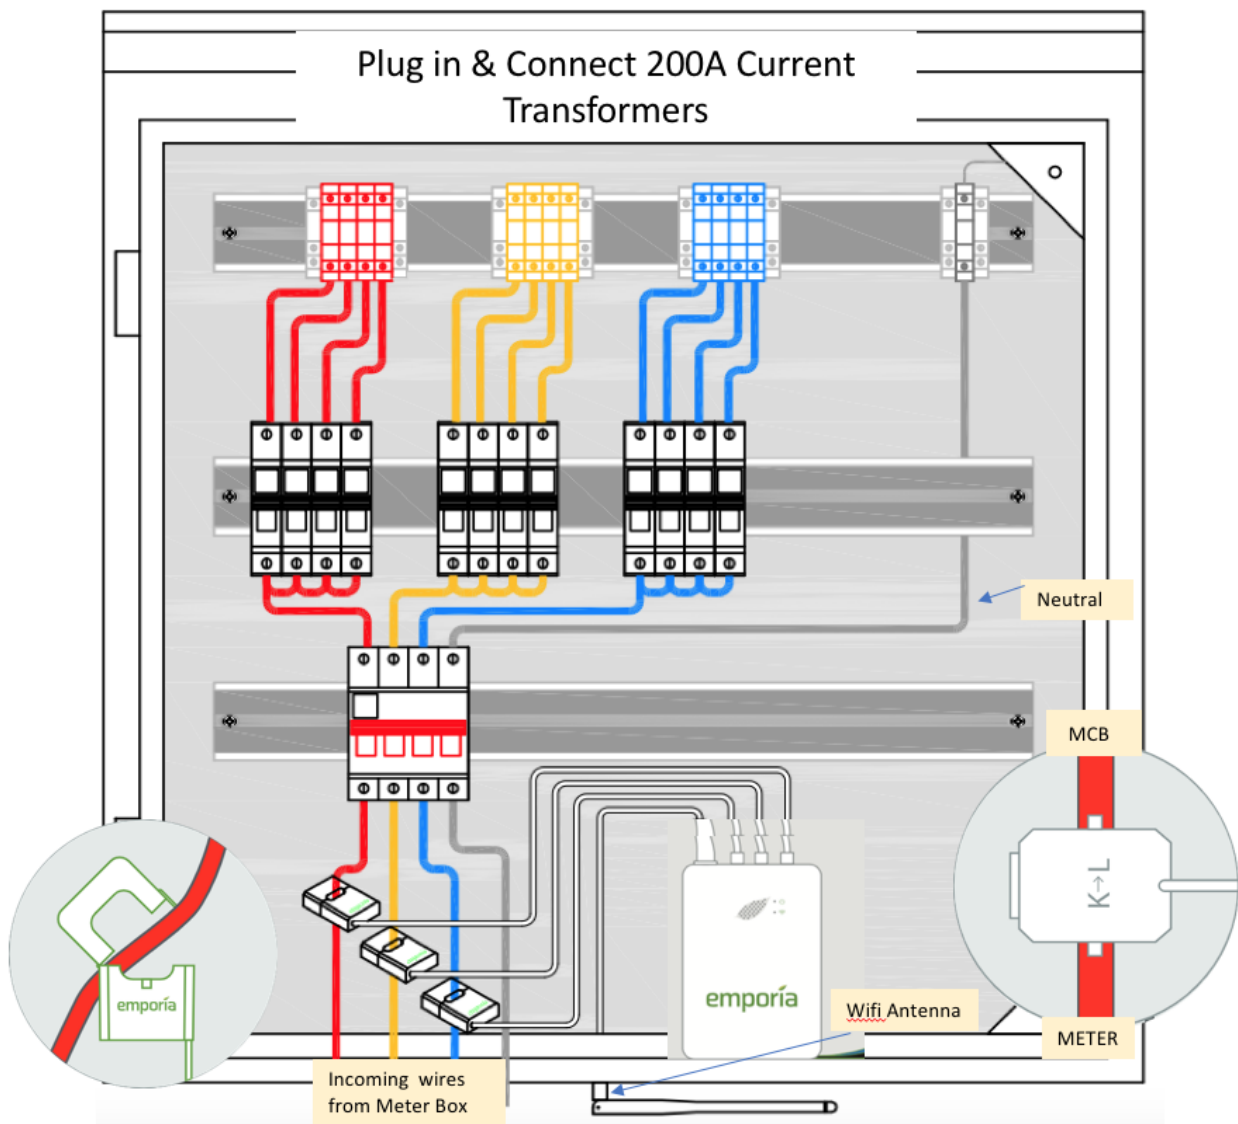 Plug in & Connect 200A Current
Transformers
Neutral
MCB
K→L
emporia
emporia
Wifi Antenna
METER
Incoming wires
from Meter Box